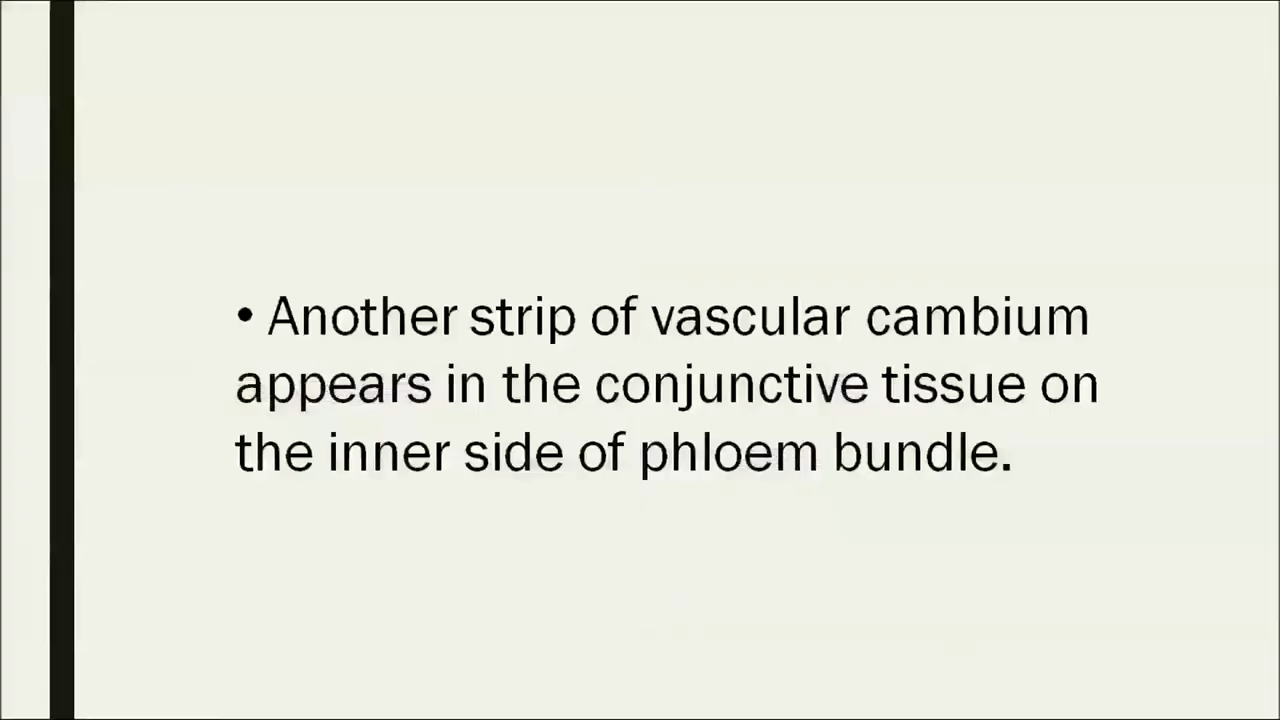 • Another strip of vascular cambium
appears in the conjunctive tissue on
the inner side of phloem bundle.